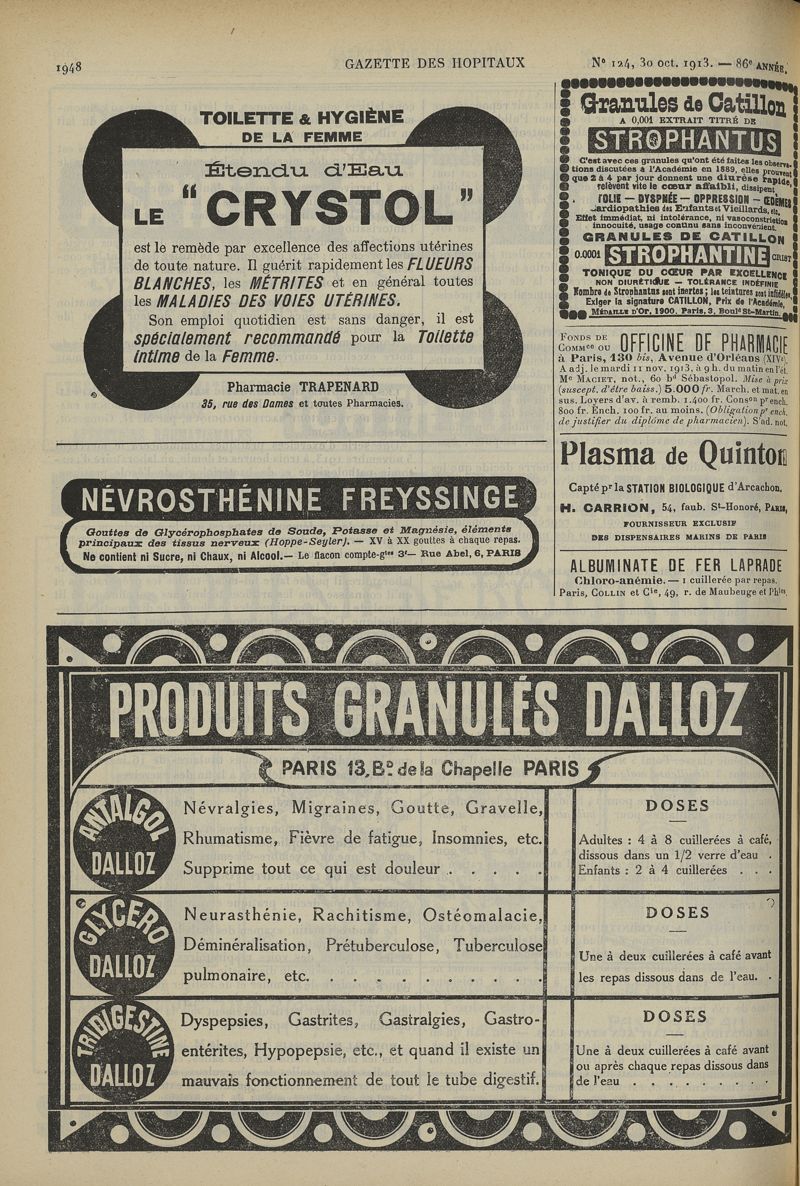 1948
GAZETTE DES HOPITAUX
N° 124, 30 oct. 1913. — 86e ANNÉE.
TOILETTE & HYGIÈNE
DE LA FEMME
Étendu d'Eau
LE "CRYSTOL"
est le remède par excellence des affections utérines
de toute nature. Il guérit rapidement les FLUEURS
BLANCHES, les MÉTRITES et en général toutes
les MALADIES DES VOIES UTÉRINES.
Son emploi quotidien est sans danger, il est
spécialement recommandé pour la Toilette
intime de la Femme.
Pharmacie TRAPENARD
35, rue des Dames et toutes Pharmacies.
NÉVROSTHÉNINE FREYSSINGE
Gouttes de Glycérophosphates de Soude, Potasse et Magnésie, éléments
principaux des tissus nerveux (Hoppe-Seyler). — XV à XX gouttes à chaque repas.
Ne contient ni Sucre, ni Chaux, ni Alcool. — Le flacon compte-gttes 3f — Rue Abel, 6, PARIS
Granules de Catillon
A 0,001 EXTRAIT TITRÉ DE
STROPHANTUS
C'est avec ces granules qu'ont été faites les observa-
tions discutées à l'Académie en 1889, elles prouvent
que 2 à 4 par jour donnent une diurèse rapide,
relèvent vite le cœur affaibli, dissipent
. TOLIE — DYSPNÉE — OPPRESSION — ŒDÈMES
Cardiopathies des Enfants et Vieillards, etc.
Effet immédiat, ni intolérance, ni vasoconstriction
innocuité, usage continu sans inconvenient.
GRANULES DE CATILLON
0.0001 STROPHANTINE CRIST.
TONIQUE DU CŒUR PAR EXCELLENCE
NON DIURÉTIQUE — TOLÉRANCE INDÉFINIE
Nombre de Strophantus sont inertes; les teintures sont infidèles.
Exiger la signature CATILLON, Prix de l'Académie,
MÉDAILLE D'OR, 1900. Paris, 3, Boulᵈ St-Martin.
FONDS DE
COMMce OU OFFICINE DE PHARMACIE
à Paris, 130 bis, Avenue d'Orléans (XIVe).
A adj. le mardi 11 nov. 1913, à 9 h. du matin en l'ét.
Me MACIET, not., 60 bd Sébastopol. Mise à prix
(suscept. d'être baiss.) 5.000 fr. March. et mat. en
sus. Loyers d'av. à remb. 1.400 fr. Conson pr ench.
800 fr. Ench. 100 fr. au moins. (Obligation pr ench.
de justifier du diplôme de pharmacien). S'ad. not.
Plasma de Quinton
Capté pr la STATION BIOLOGIQUE d'Arcachon.
H. CARRION, 54, faub. St-Honoré, PARIS,
FOURNISSEUR EXCLUSIF
DES DISPENSAIRES MARINS DE PARIS
ALBUMINATE DE FER LAPRADE
Chloro-anémie. — 1 cuillerée par repas.
Paris, COLLIN et Cie, 49, r. de Maubeuge et Phies.
PRODUITS GRANULÉS DALLOZ
PARIS 13, Bd de la Chapelle PARIS
ANTALGOL
DALLOZ
Névralgies, Migraines, Goutte, Gravelle,
Rhumatisme, Fièvre de fatigue, Insomnies, etc.
Supprime tout ce qui est douleur . . . . .
DOSES
Adultes : 4 à 8 cuillerées à café,
dissous dans un 1/2 verre d'eau .
Enfants : 2 à 4 cuillerées . . .
GLYCERO
DALLOZ
Neurasthénie, Rachitisme, Ostéomalacie,
Déminéralisation, Prétuberculose, Tuberculose
pulmonaire, etc. . . . . . . . . . .
DOSES
Une à deux cuillerées à café avant
les repas dissous dans de l'eau. .
TRIDIGESTINE
DALLOZ
Dyspepsies, Gastrites, Gastralgies, Gastro-
entérites, Hypopepsie, etc., et quand il existe un
mauvais fonctionnement de tout le tube digestif.
DOSES
Une à deux cuillerées à café avant
ou après chaque repas dissous dans
de l'eau . . . . . . . . .